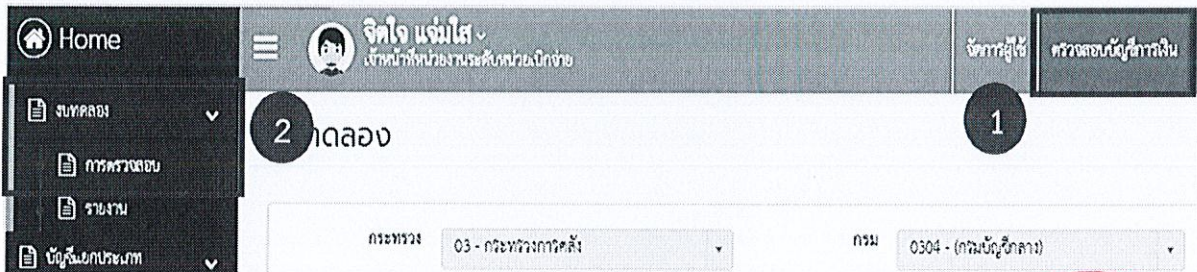 Home
จิตใจ แจ่มใส
เจ้าหน้าที่หน่วยงานระดับหน่วยเบิกจ่าย
จัดการผู้ใช้
ตรวจสอบบัญชีการเงิน
1
งบทดลอง
2
ทดลอง
การตรวจสอบ
รายงาน
บัญชีแยกประเภท
กระทรวง
03 - กระทรวงการคลัง
กรม
0304 - (กรมบัญชีกลาง)